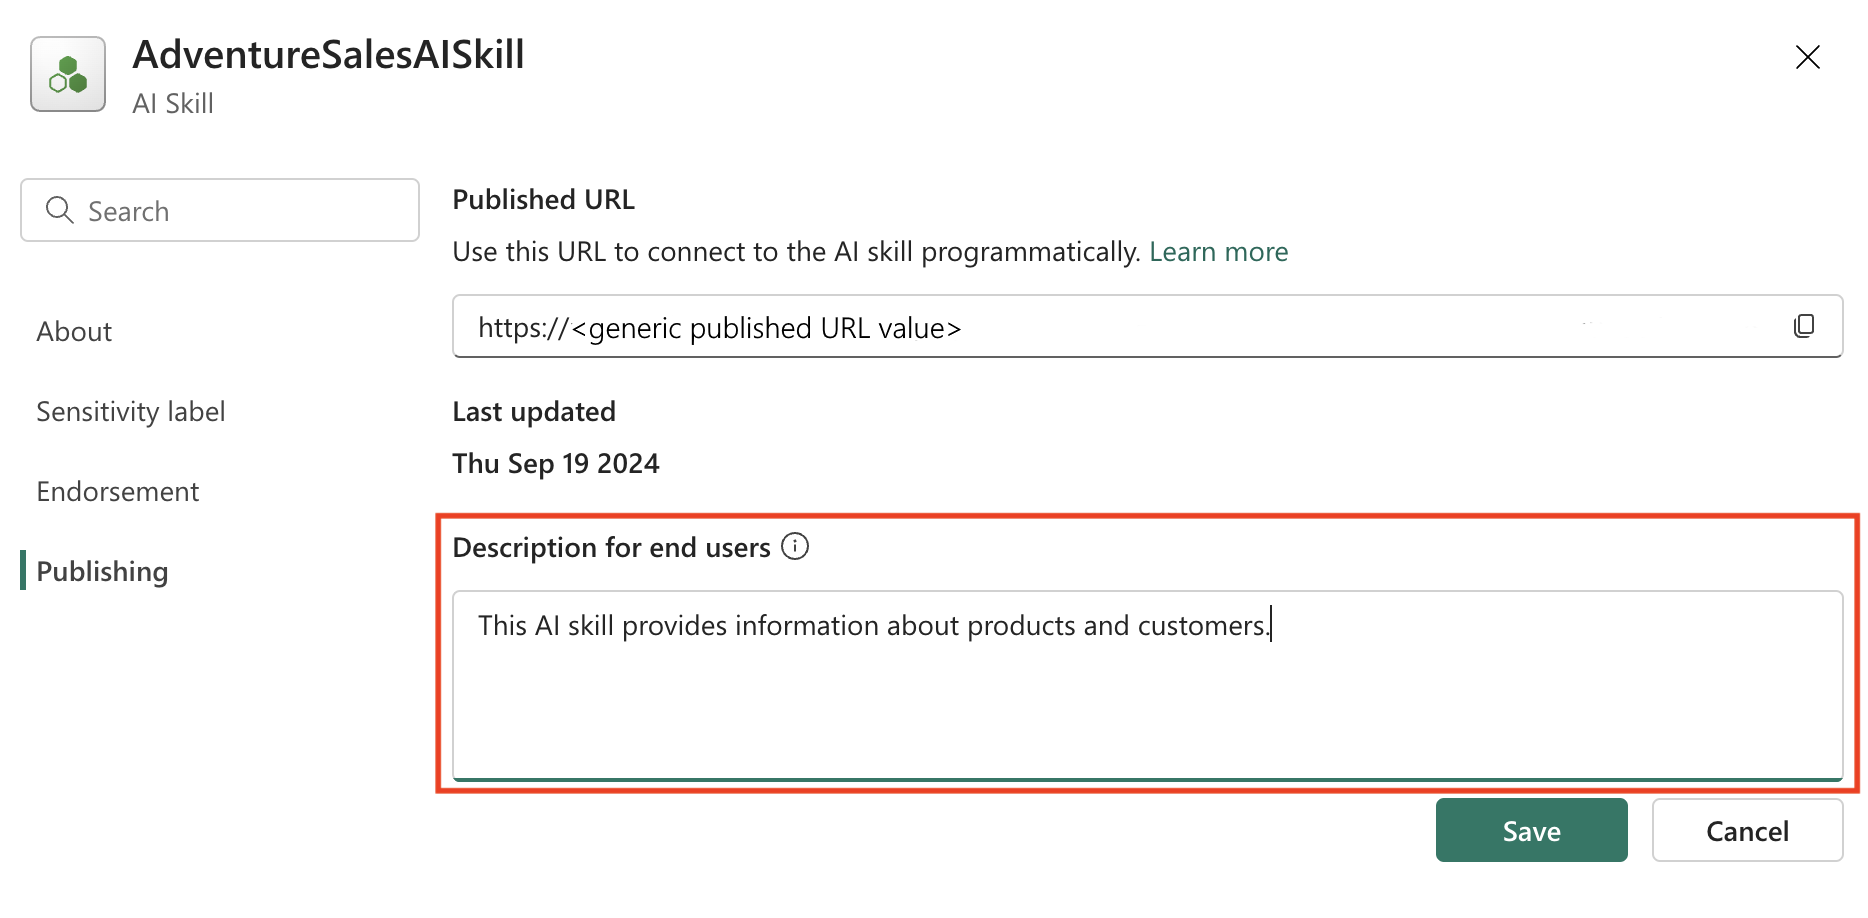 AdventureSalesAISkill
AI Skill
Search
About
Sensitivity label
Endorsement
Publishing
Published URL
Use this URL to connect to the AI skill programmatically. Learn more
https://<generic published URL value>
Last updated
Thu Sep 19 2024
Description for end users
This AI skill provides information about products and customers.
Save
Cancel